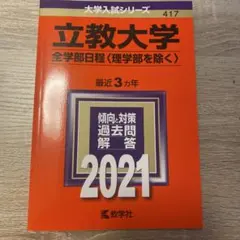 大学入試シリーズ
417
立教大学
全学部日程〈理学部を除く〉
最近3ヵ年
傾向と対策
過去問
解答
2021
教学社